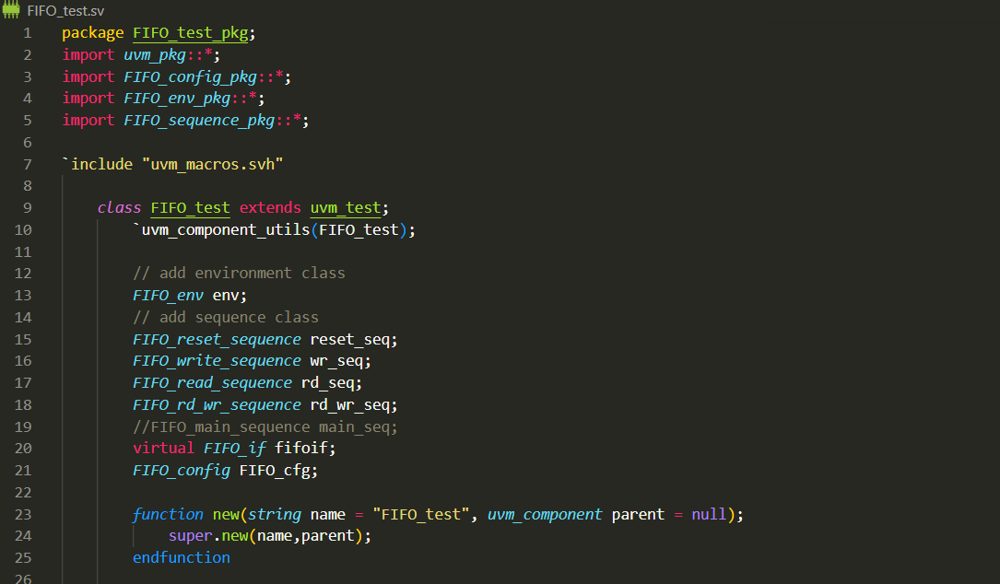 FIFO_test.sv
1 package FIFO_test_pkg;
2 import uvm_pkg::*;
3 import FIFO_config_pkg::*;
4 import FIFO_env_pkg::*;
5 import FIFO_sequence_pkg::*;
6
7 `include "uvm_macros.svh"
8
9 class FIFO_test extends uvm_test;
10 `uvm_component_utils(FIFO_test);
11
12 // add environment class
13 FIFO_env env;
14 // add sequence class
15 FIFO_reset_sequence reset_seq;
16 FIFO_write_sequence wr_seq;
17 FIFO_read_sequence rd_seq;
18 FIFO_rd_wr_sequence rd_wr_seq;
19 //FIFO_main_sequence main_seq;
20 virtual FIFO_if fifoif;
21 FIFO_config FIFO_cfg;
22
23 function new(string name = "FIFO_test", uvm_component parent = null);
24 super.new(name,parent);
25 endfunction
26